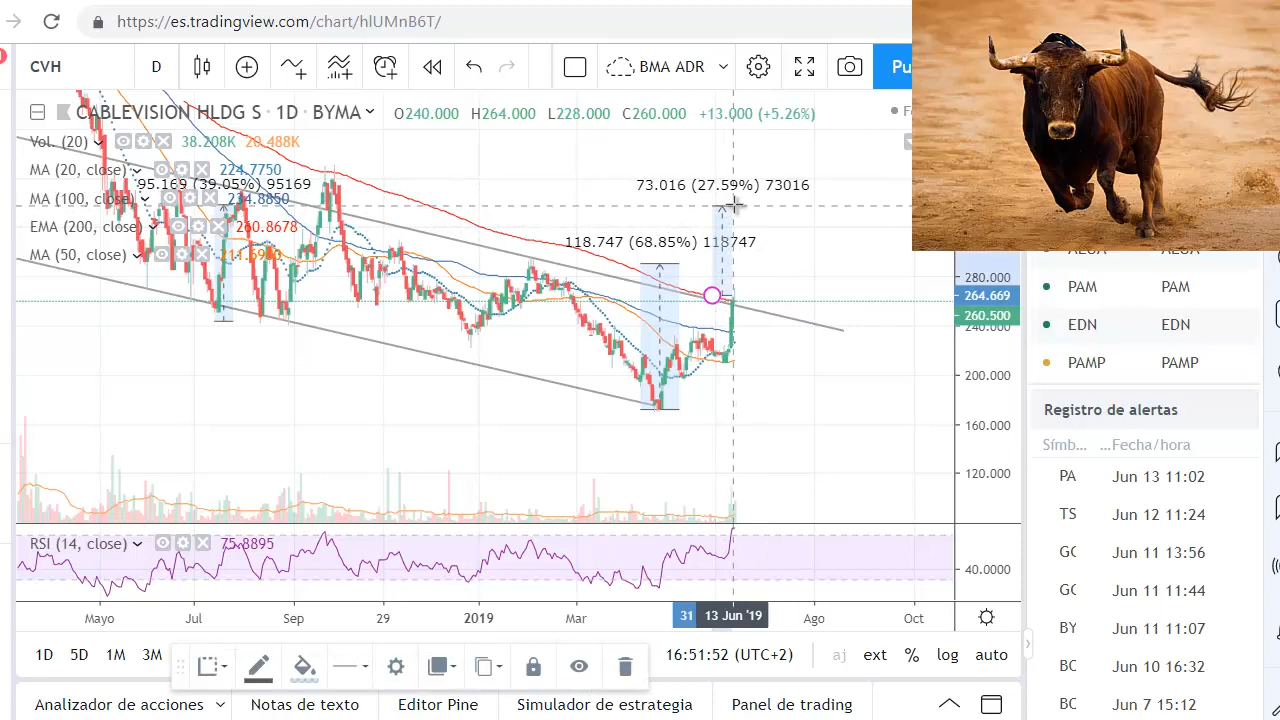 https://es.tradingview.com/chart/hlUMnB6T/
CVH D BMA ADR Pu
CABLEVISION HLDG S · 1D · BYMA O240.000 H264.000 L228.000 C260.000 +13.000 (+5.26%)
Vol. (20) 38.208K 20.488K
MA (20, close) 224.7750
95.169 (39.05%) 95169 73.016 (27.59%) 73016
MA (100, close) 234.8850
EMA (200, close) 260.8678
118.747 (68.85%) 118747
MA (50, close)
280.000
264.669
260.500
240.000
200.000
160.000
120.000
PAM PAM
EDN EDN
PAMP PAMP
Registro de alertas
Símb... ...Fecha/hora
PA Jun 13 11:02
TS Jun 12 11:24
GC Jun 11 13:56
GC Jun 11 11:44
BY Jun 11 11:07
BC Jun 10 16:32
BC Jun 7 15:12
RSI (14, close) 75.8895
40.0000
Mayo Jul Sep 29 2019 Mar 31 13 Jun '19 Ago Oct
1D 5D 1M 3M 16:51:52 (UTC+2) aj ext % log auto
Analizador de acciones Notas de texto Editor Pine Simulador de estrategia Panel de trading